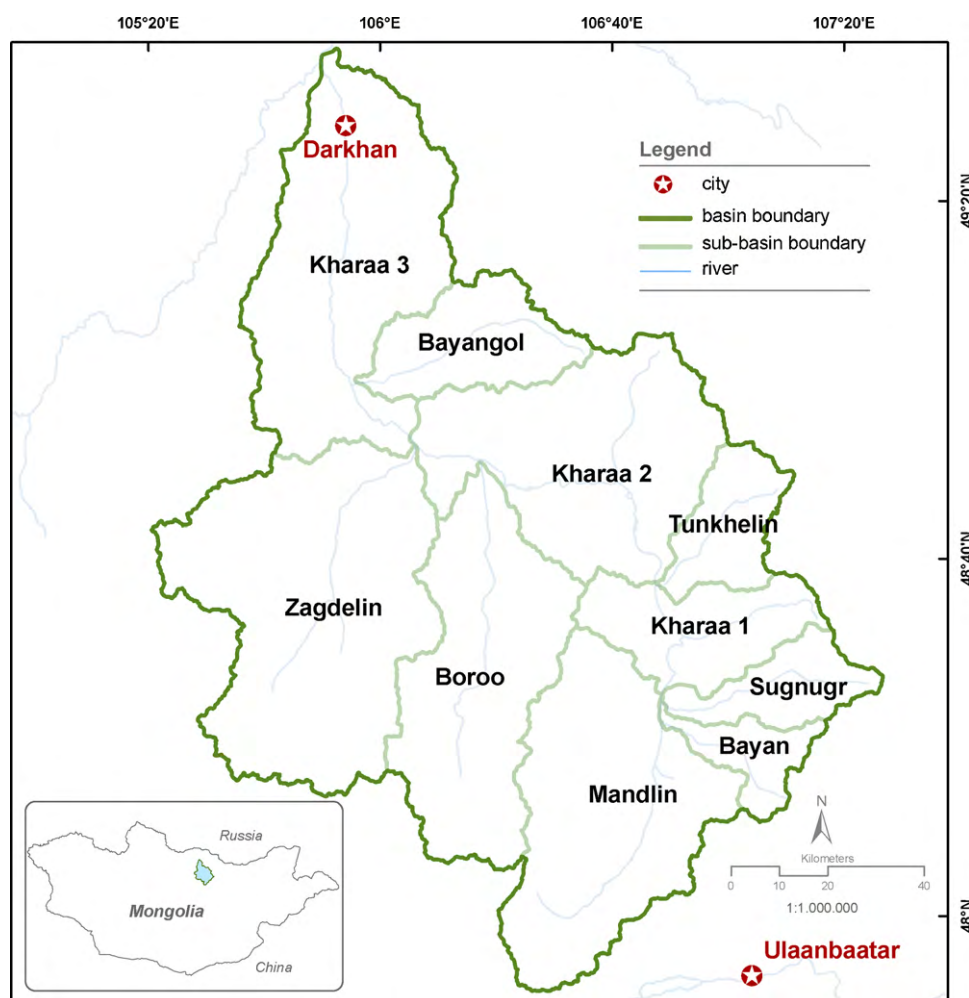 105°20'E 106°E 106°40'E 107°20'E
Darkhan
Legend
city
basin boundary
sub-basin boundary
river
49°20'N
Kharaa 3
Bayangol
Kharaa 2
Tunkhelin
48°40'N
Zagdelin
Kharaa 1
Boroo
Sugnugr
Bayan
Mandlin
N
Kilometers
0 10 20 40
1:1.000.000
Russia
Mongolia
China
48°N
Ulaanbaatar